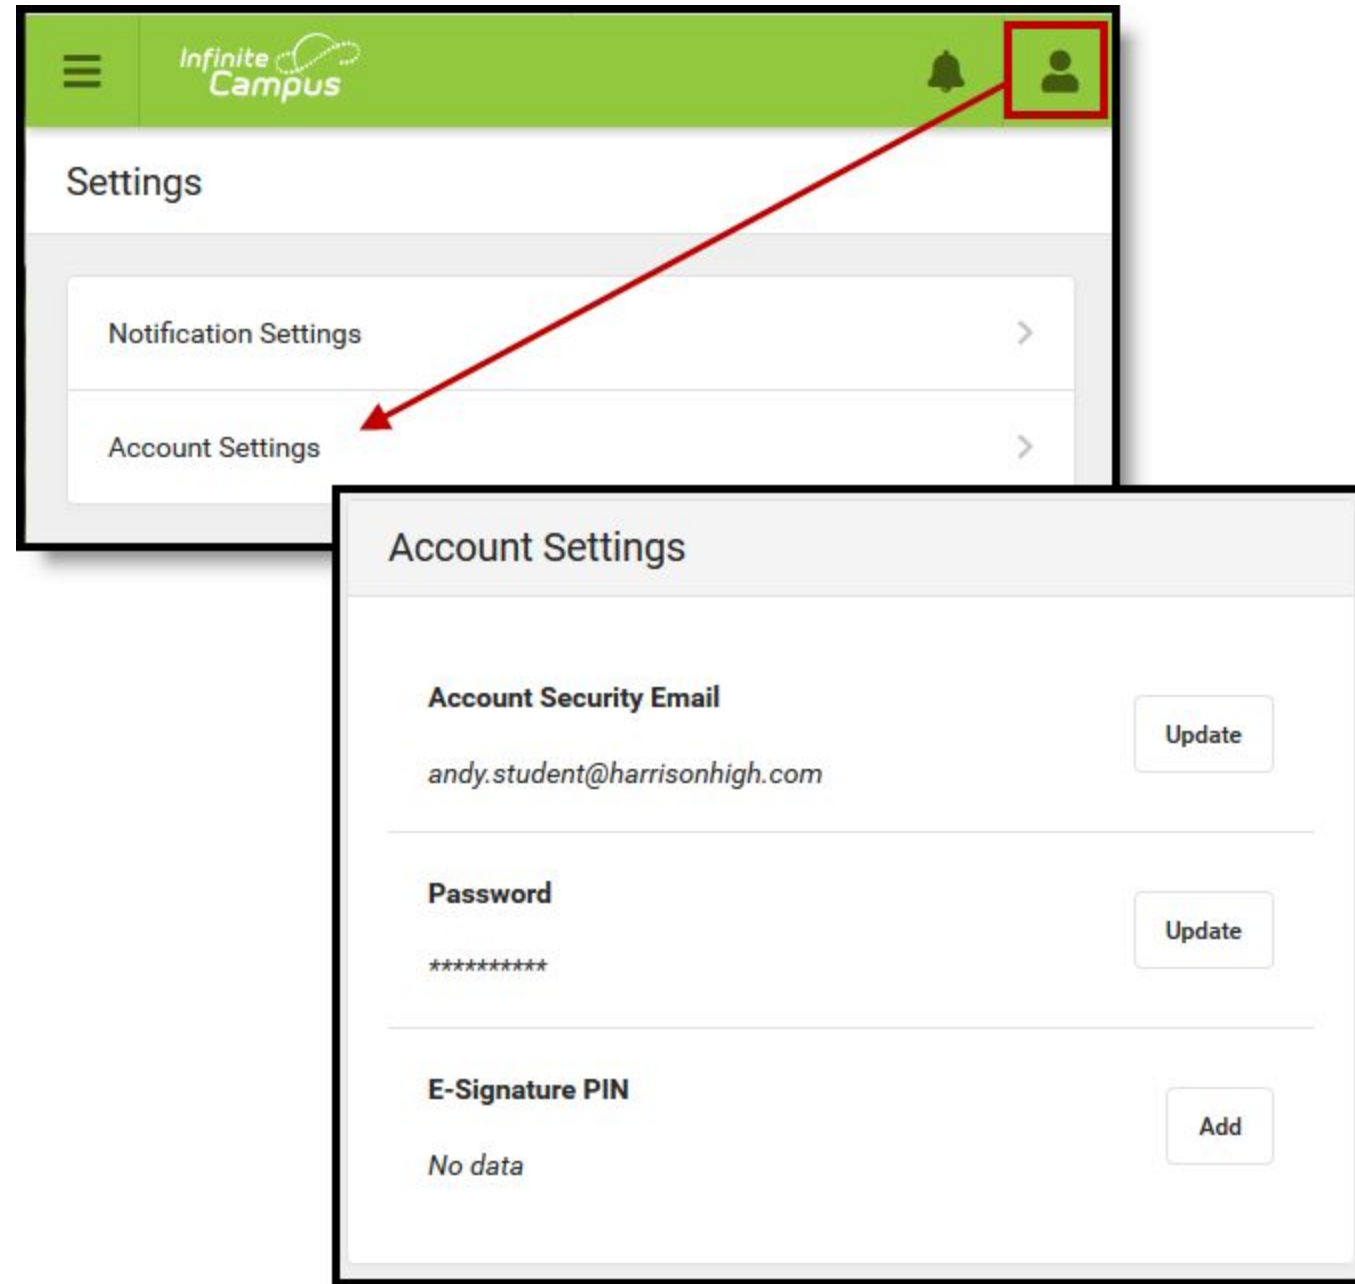 Infinite
Campus
Settings
Notification Settings
Account Settings
Account Settings
Account Security Email
andy.student@harrisonhigh.com
Update
Password
**********
Update
E-Signature PIN
No data
Add